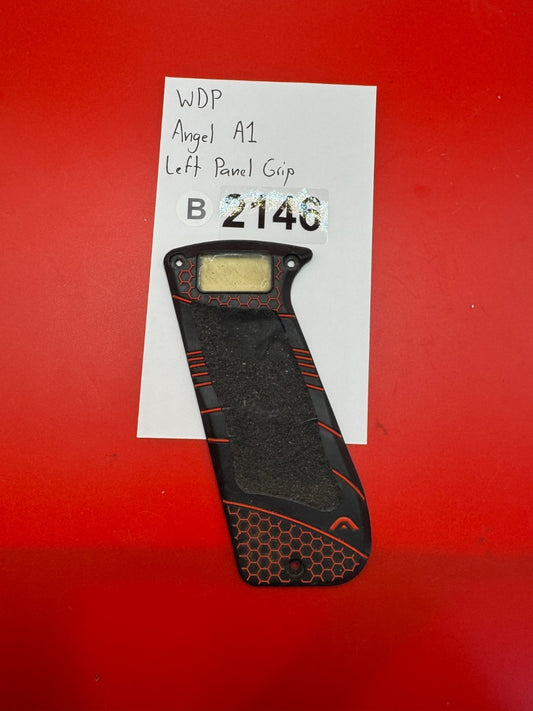 WDP
Angel A1
Left Panel Grip
B 2146